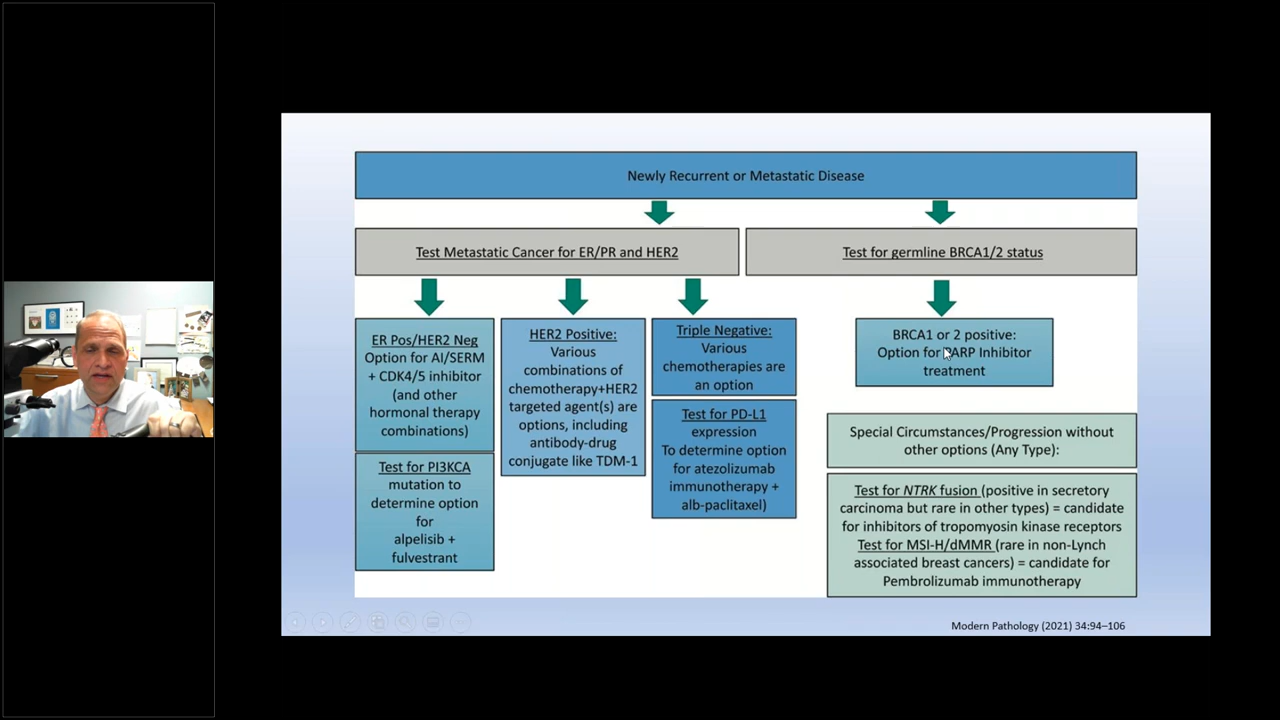 Newly Recurrent or Metastatic Disease
Test Metastatic Cancer for ER/PR and HER2
Test for germline BRCA1/2 status
ER Pos/HER2 Neg
Option for AI/SERM
+ CDK4/5 inhibitor
(and other
hormonal therapy
combinations)
Test for PI3KCA
mutation to
determine option
for
alpelisib +
fulvestrant
HER2 Positive:
Various
combinations of
chemotherapy+HER2
targeted agent(s) are
options, including
antibody-drug
conjugate like TDM-1
Triple Negative:
Various
chemotherapies are
an option
Test for PD-L1
expression
To determine option
for atezolizumab
immunotherapy +
alb-paclitaxel)
BRCA1 or 2 positive:
Option for PARP Inhibitor
treatment
Special Circumstances/Progression without
other options (Any Type):
Test for NTRK fusion (positive in secretory
carcinoma but rare in other types) = candidate
for inhibitors of tropomyosin kinase receptors
Test for MSI-H/dMMR (rare in non-Lynch
associated breast cancers) = candidate for
Pembrolizumab immunotherapy
Modern Pathology (2021) 34:94–106